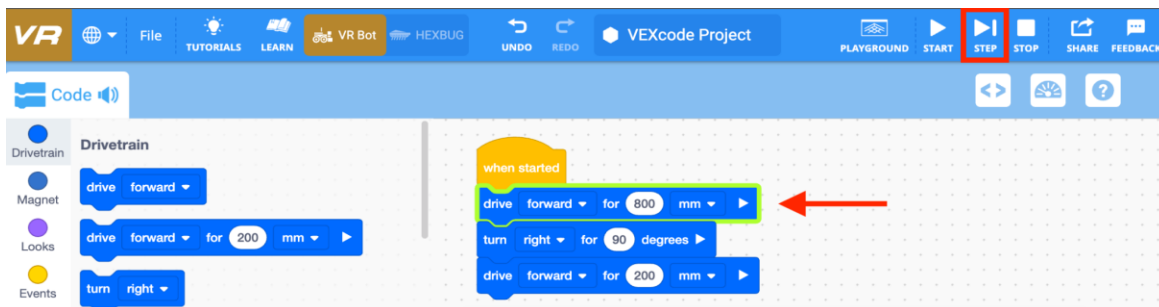 VR File TUTORIALS LEARN VR Bot HEXBUG UNDO REDO VEXcode Project PLAYGROUND START STEP STOP SHARE FEEDBACK
Code
Drivetrain
Magnet
Looks
Events
Drivetrain
drive forward
drive forward for 200 mm
turn right
when started
drive forward for 800 mm
turn right for 90 degrees
drive forward for 200 mm